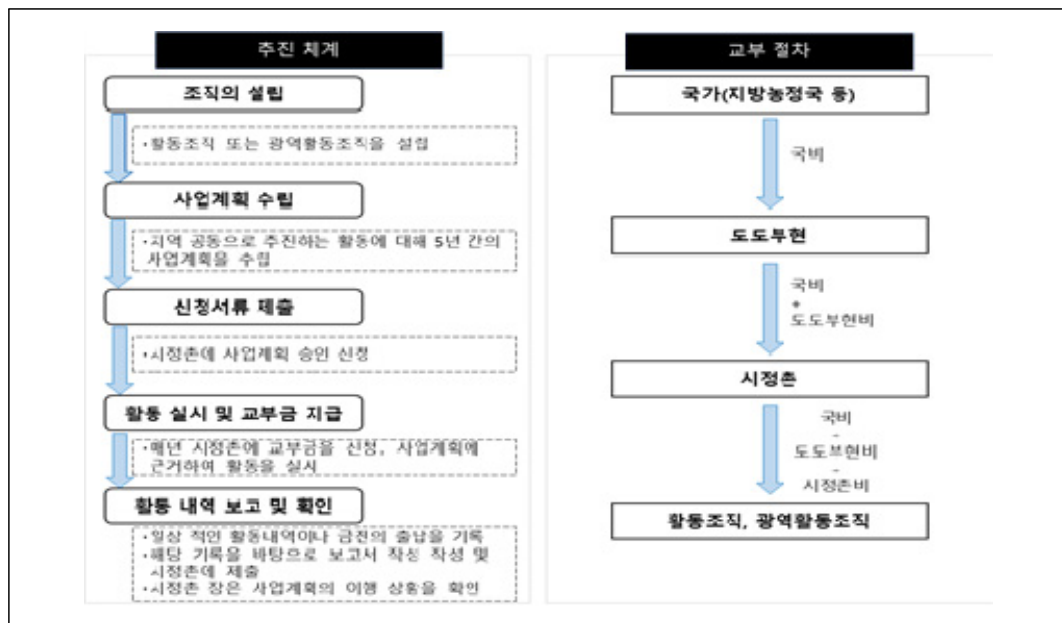 추진 체계
조직의 설립
·활동조직 또는 광역활동조직을 설립
사업계획 수립
·지역 공동으로 추진하는 활동에 대해 5년 간의
사업계획을 수립
신청서류 제출
·시정촌에 사업계획 승인 신청
활동 실시 및 교부금 지급
·매년 시정촌에 교부금을 신청, 사업계획에
근거하여 활동을 실시
활동 내역 보고 및 확인
·일상 적인 활동내역이나 금전의 출납을 기록
·해당 기록을 바탕으로 보고서 작성 작성 및
시정촌에 제출
·시정촌 장은 사업계획의 이행 상황을 확인
교부 절차
국가(지방농정국 등)
국비
도도부현
국비
+
도도부현비
시정촌
국비
-
도도부현비
-
시정촌비
활동조직, 광역활동조직